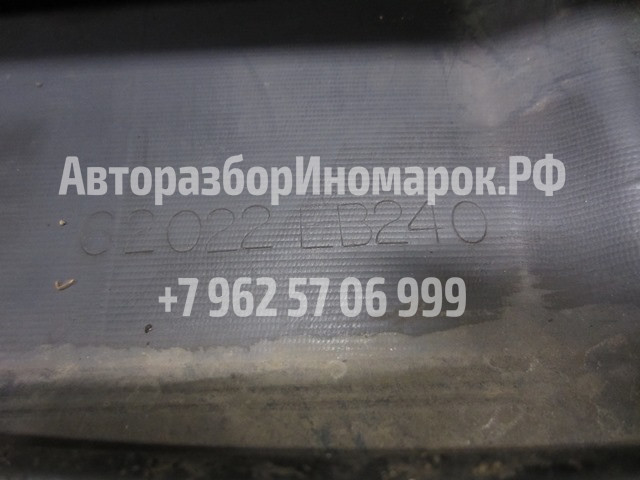 АвторазборИномарок.РФ
62022 EB240
+7 962 57 06 999